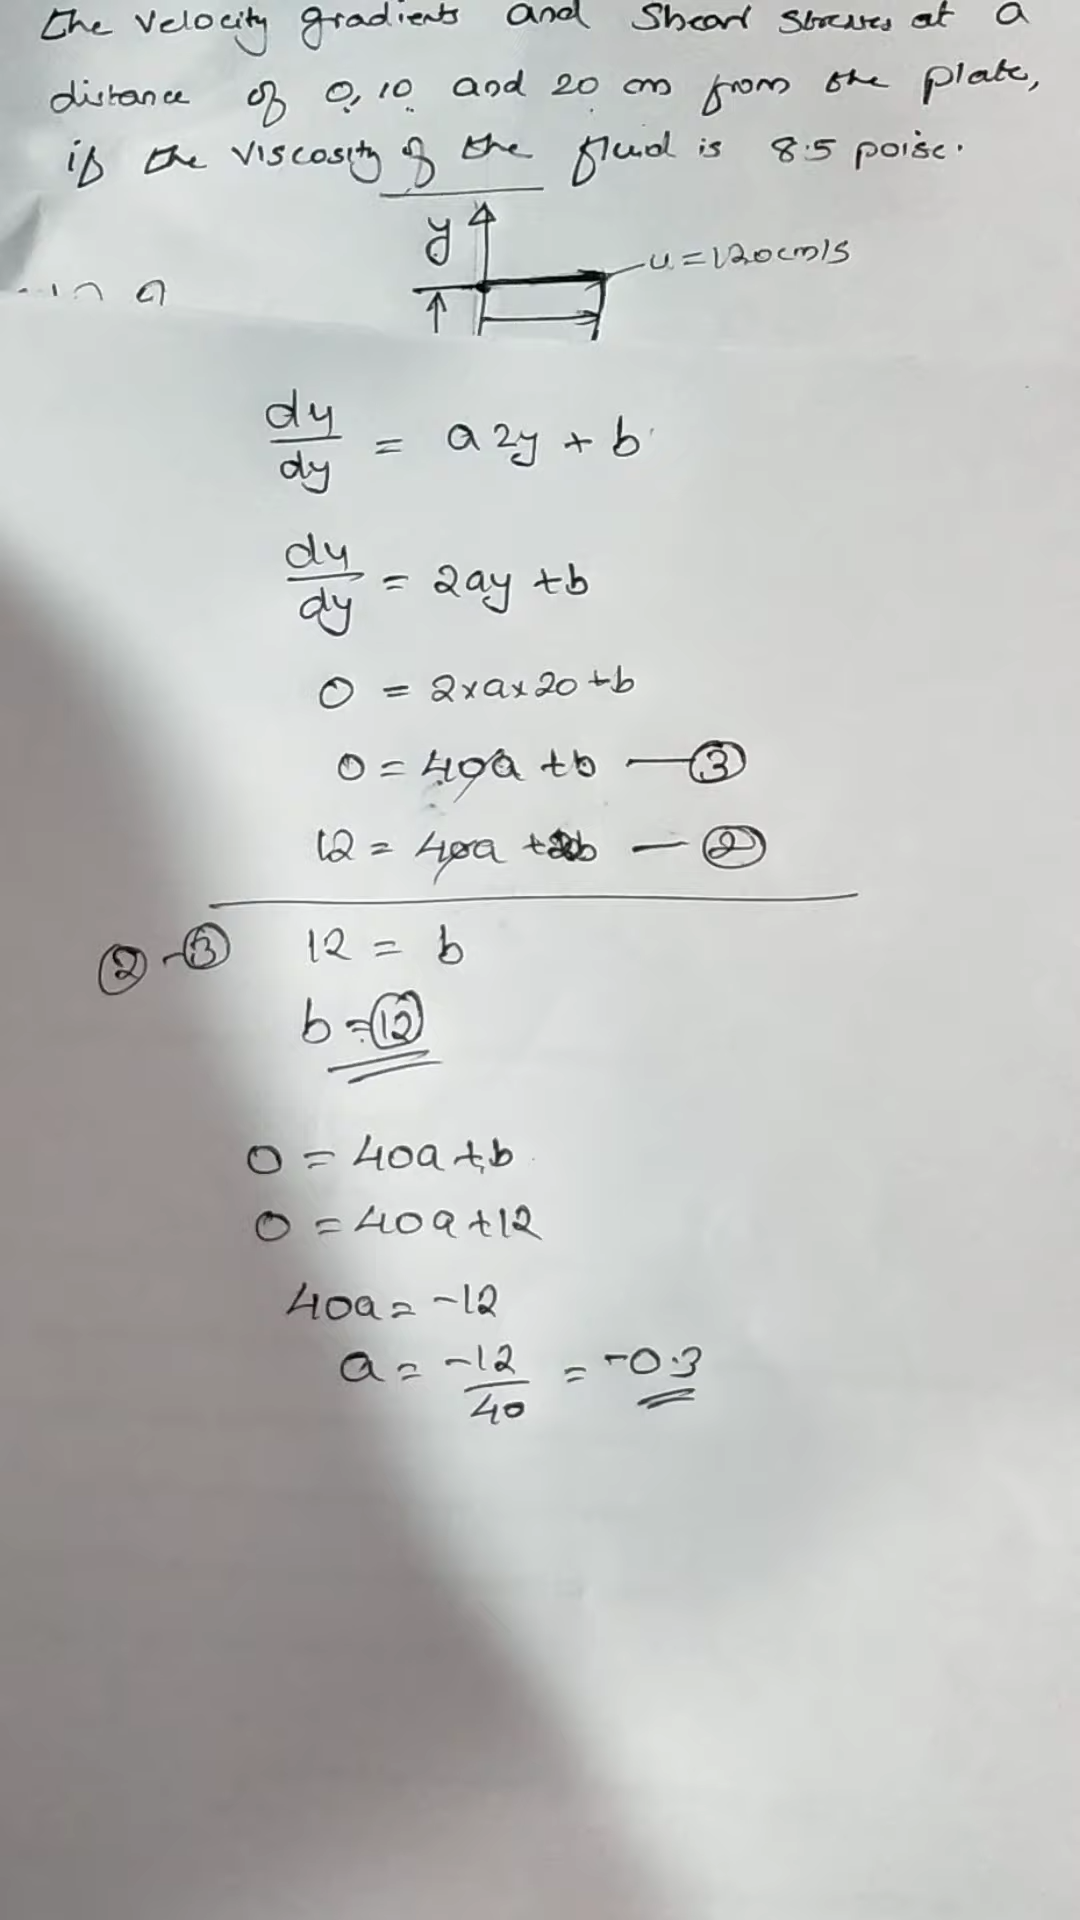 the velocity gradients and Shear Stresses at a
distance of 0, 10 and 20 cm from the plate,
if the viscosity of the fluid is 8.5 poise.
y
u = 120cm/s
du/dy = a 2y + b
du/dy = 2ay + b
0 = 2×a×20 + b
0 = 40a + b — ③
12 = 40a + 2b — ②
② - ③ 12 = b
b = 12
0 = 40a + b
0 = 40a + 12
40a = -12
a = -12/40 = -0.3